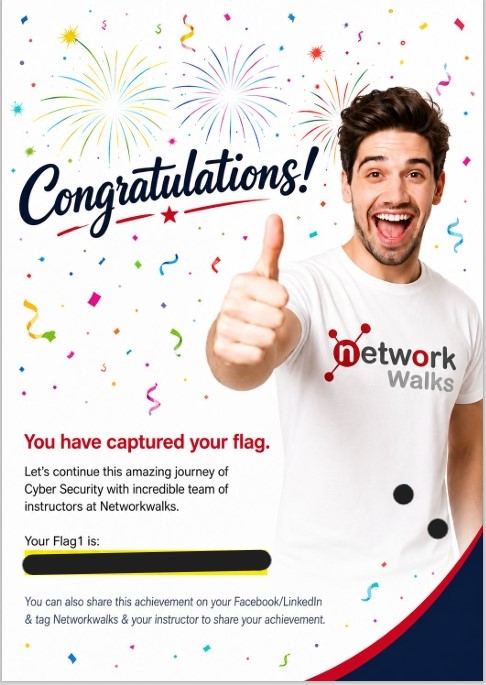 Congratulations!
network
Walks
You have captured your flag.
Let's continue this amazing journey of
Cyber Security with incredible team of
instructors at Networkwalks.
Your Flag1 is:
You can also share this achievement on your Facebook/LinkedIn
& tag Networkwalks & your instructor to share your achievement.